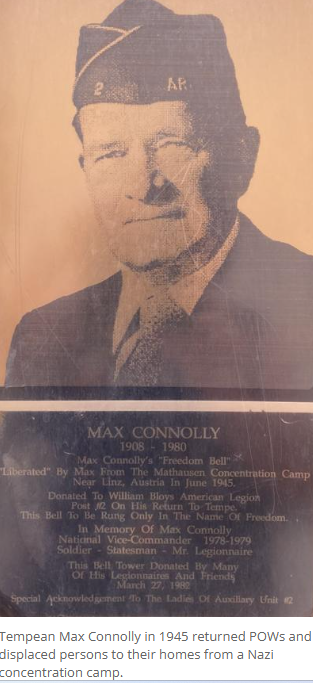 2 AR
MAX CONNOLLY
1908 - 1980
Max Connolly's "Freedom Bell"
"Liberated" By Max From The Mathausen Concentration Camp
Near Linz, Austria In June 1945.
Donated To William Bloys American Legion
Post #2 On His Return To Tempe.
This Bell To Be Rung Only In The Name Of Freedom.
In Memory Of Max Connolly
National Vice-Commander 1978-1979
Soldier - Statesman - Mr. Legionnaire
This Bell Tower Donated By Many
Of His Legionnaires And Friends
March 27, 1982
Special Acknowledgement To The Ladies Of Auxiliary Unit #2
Tempean Max Connolly in 1945 returned POWs and
displaced persons to their homes from a Nazi
concentration camp.